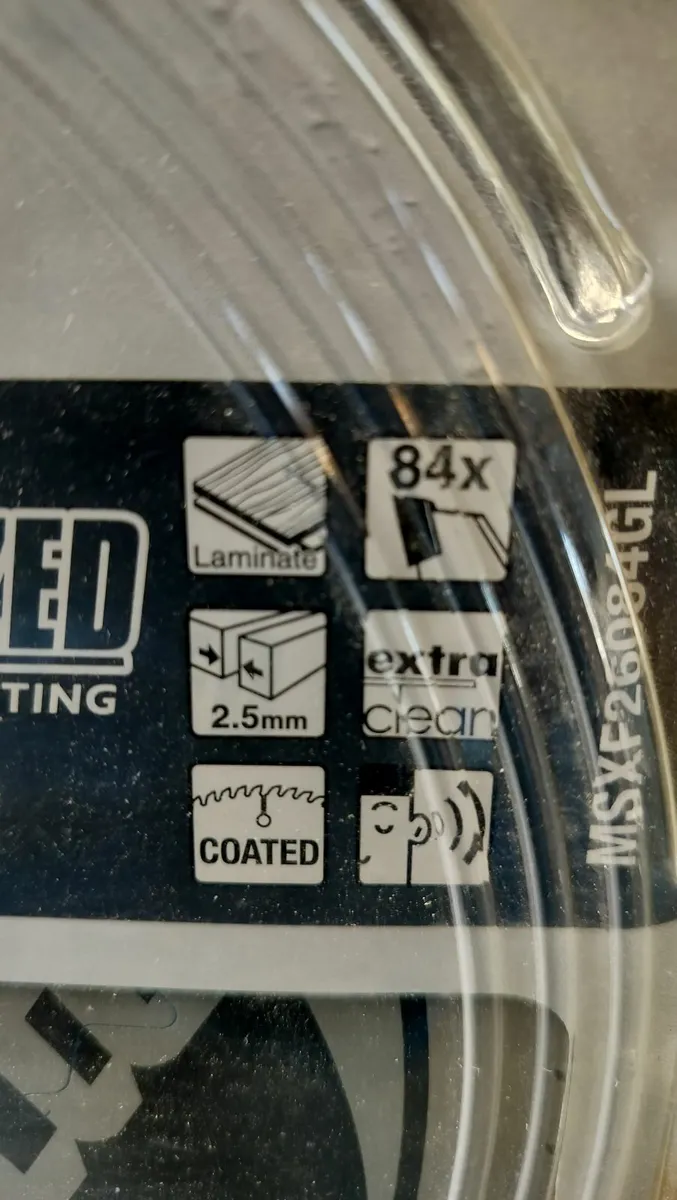 Laminate
84x
ZED
TING
2.5mm
extra
clean
COATED
MSXF26084GL